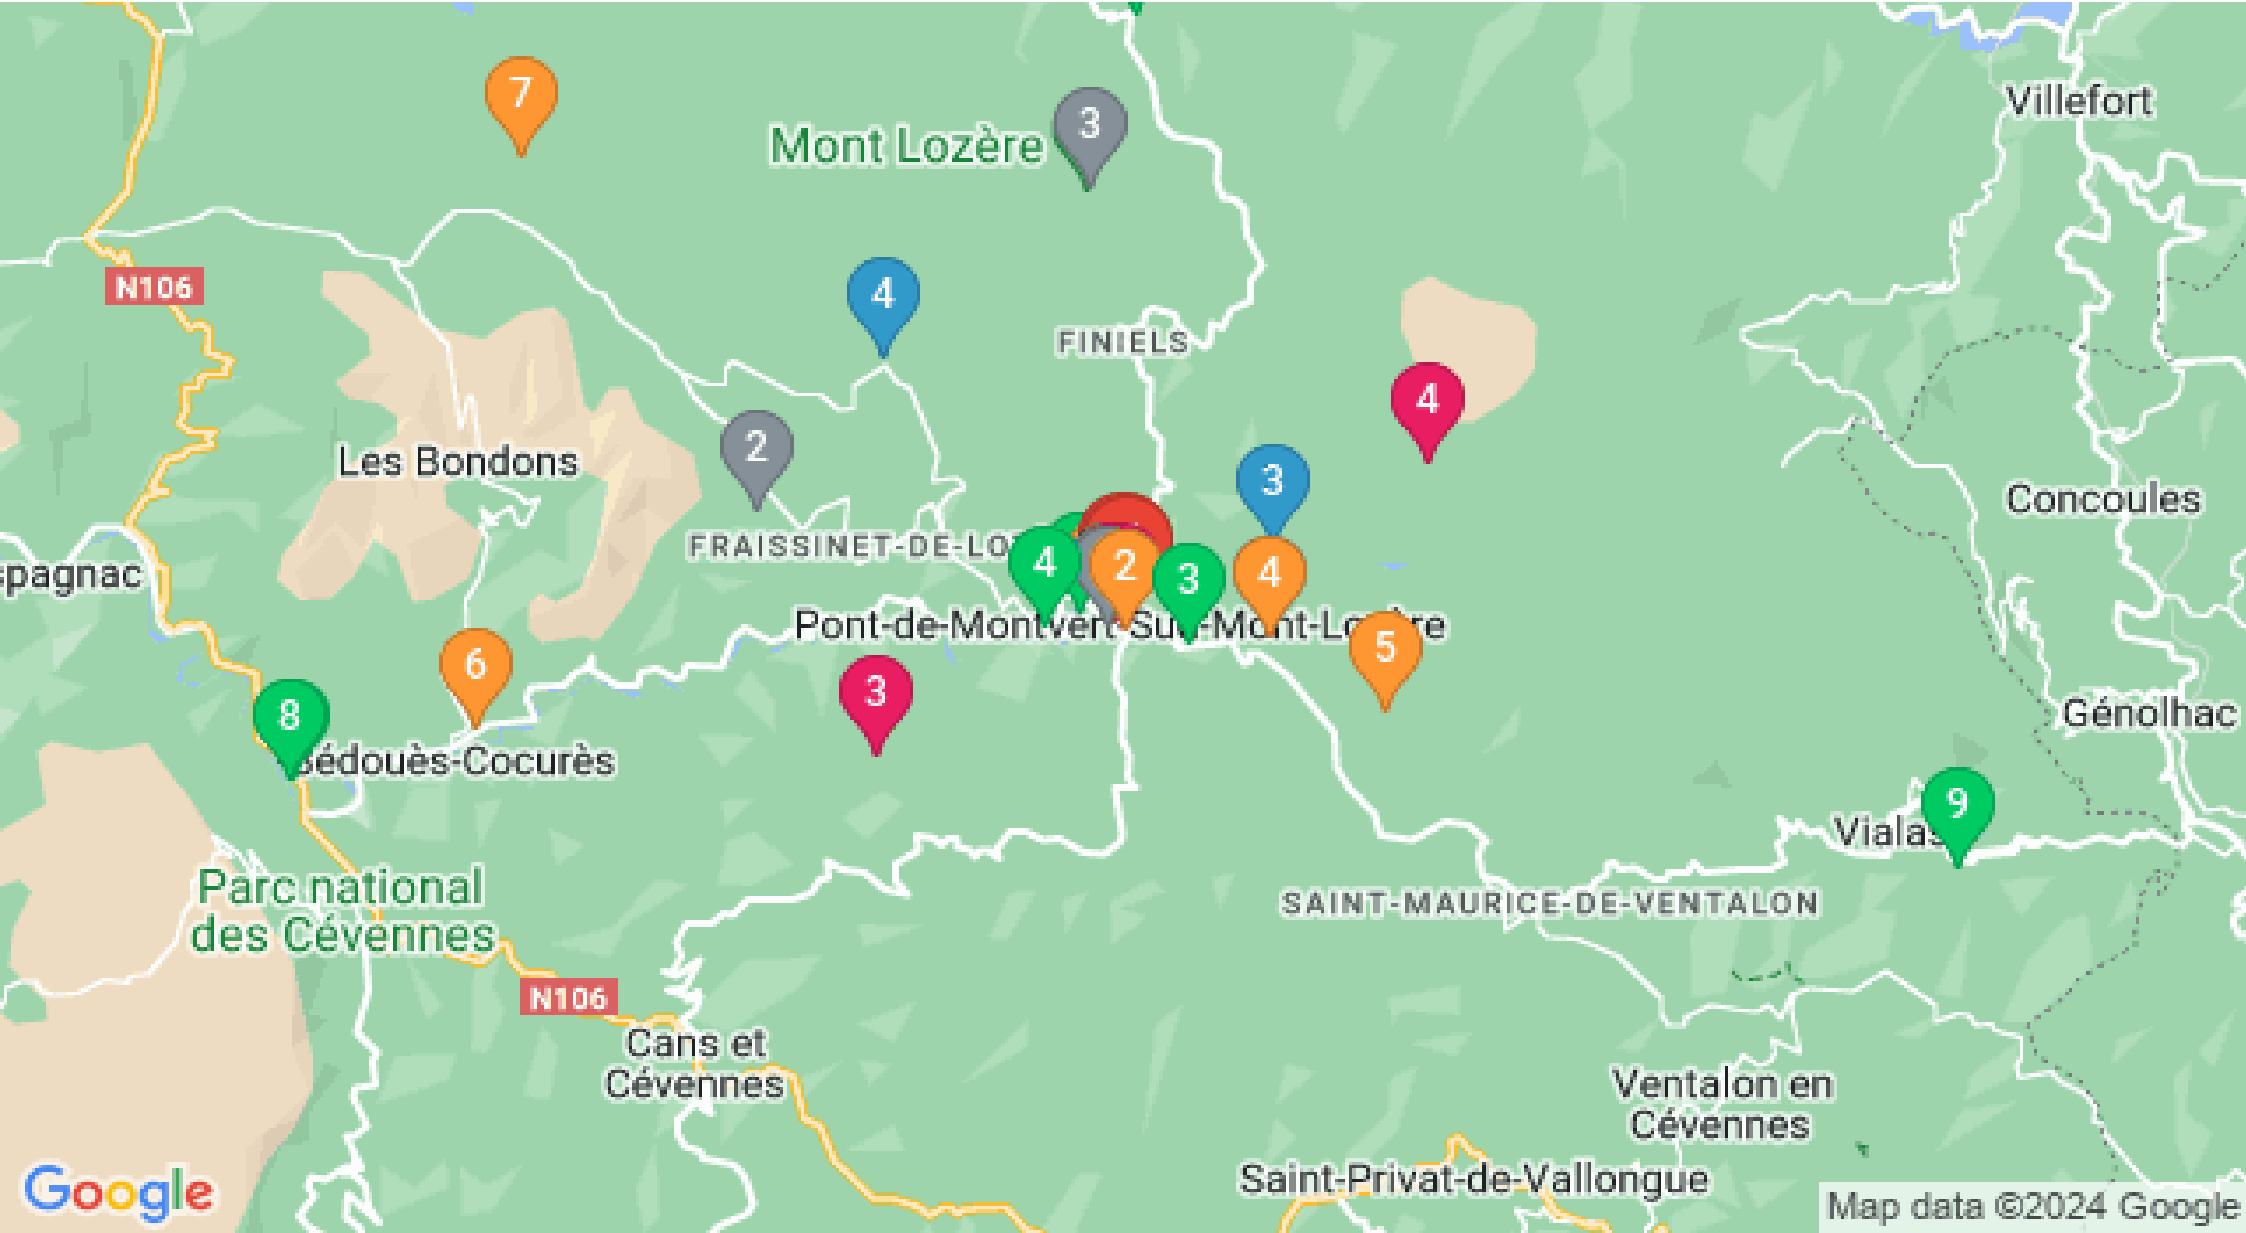 7
3
Mont Lozère
Villefort
N106
4
FINIELS
4
2
Les Bondons
3
Concoules
FRAISSINET-DE-LO
4
2
3
4
spagnac
Pont-de-Montvert-Sud-Mont-Lozère
5
6
3
8
Bédouès-Cocurès
Génolhac
9
Vialas
Parc national
des Cévennes
SAINT-MAURICE-DE-VENTALON
N106
Cans et
Cévennes
Ventalon en
Cévennes
Saint-Privat-de-Vallongue
Google
Map data ©2024 Google